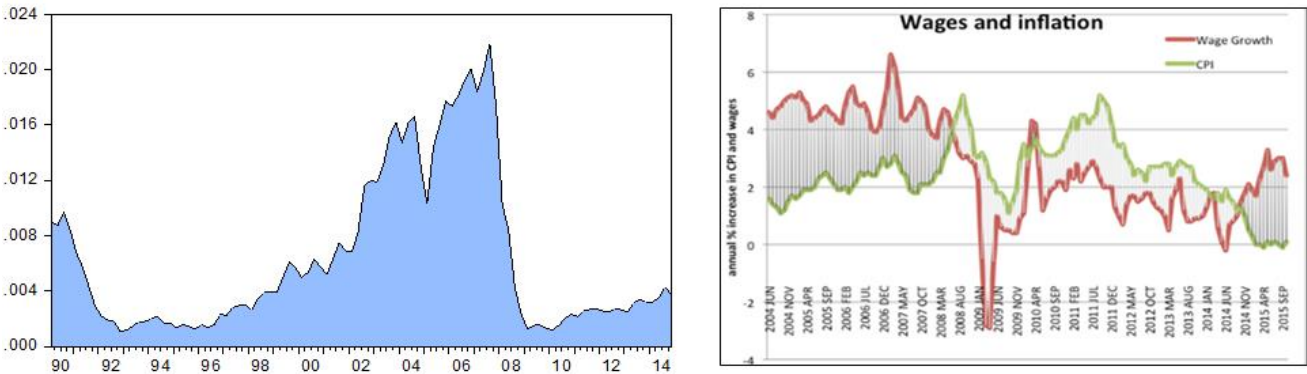 .024
.020
.016
.012
.008
.004
.000
90 92 94 96 98 00 02 04 06 08 10 12 14
Wages and inflation
Wage Growth
CPI
annual % increase in CPI and wages
8
6
4
2
0
-2
-4
2004 JUN
2004 NOV
2005 APR
2005 SEP
2006 FEB
2006 JUL
2006 DEC
2007 MAY
2007 OCT
2008 MAR
2008 AUG
2009 JAN
2009 JUN
2009 NOV
2010 APR
2010 SEP
2011 FEB
2011 JUL
2011 DEC
2012 MAY
2012 OCT
2013 MAR
2013 AUG
2014 JAN
2014 JUN
2014 NOV
2015 APR
2015 SEP